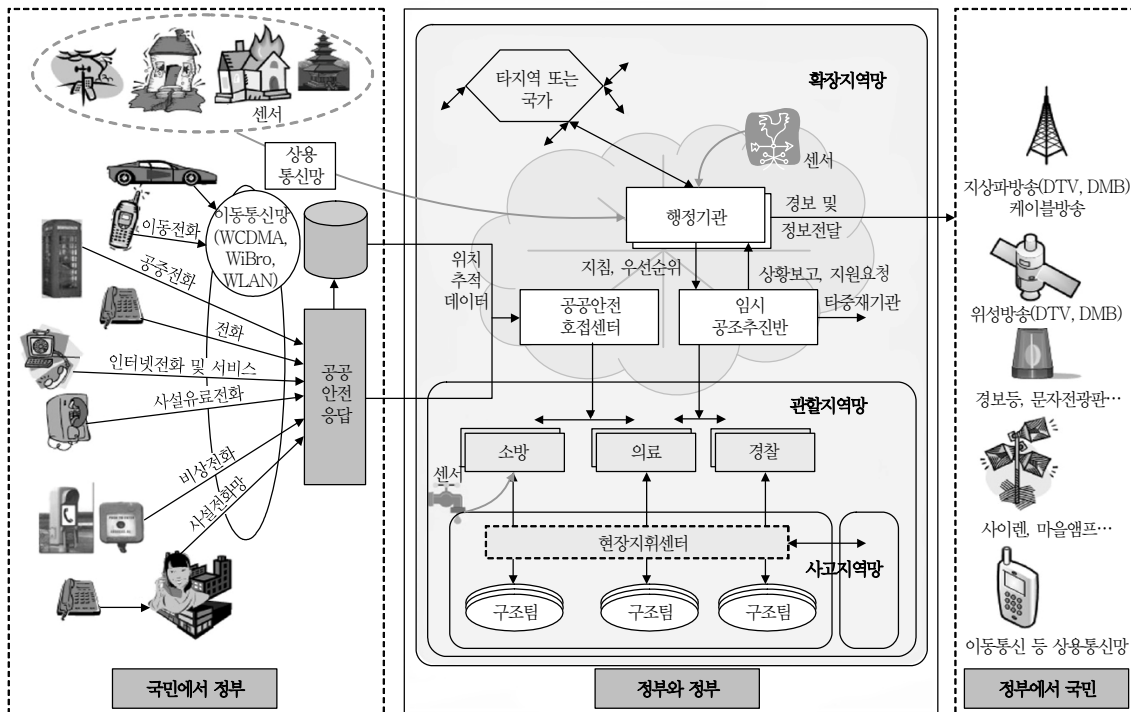 센서
상용
통신망
이동통신망
(WCDMA,
WiBro,
WLAN)
이동전화
공중전화
전화
인터넷전화 및 서비스
사설유료전화
비상전화
사설전화망
공공
안전
응답
국민에서 정부
위치
추적
데이터
확장지역망
타지역 또는
국가
센서
행정기관
경보 및
정보전달
지침, 우선순위
상황보고, 지원요청
공공안전
호접센터
임시
공조추진반
타중재기관
관할지역망
소방
의료
경찰
센서
현장지휘센터
사고지역망
구조팀
구조팀
구조팀
정부와 정부
지상파방송(DTV, DMB)
케이블방송
위성방송(DTV, DMB)
경보등, 문자전광판…
사이렌, 마을앰프…
이동통신 등 상용통신망
정부에서 국민